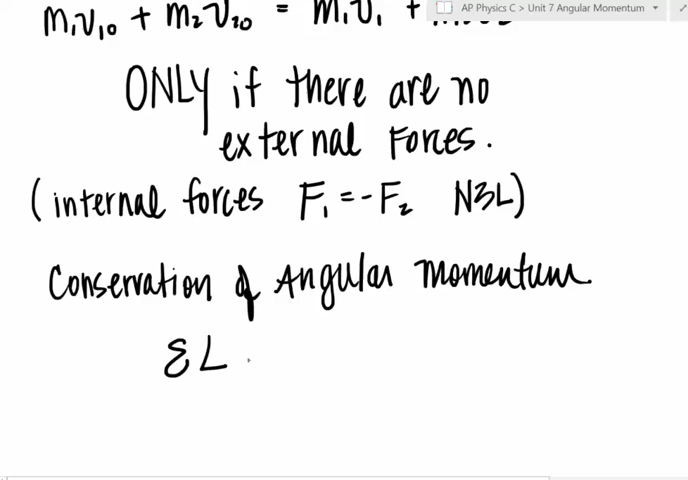 m₁v₁₀ + m₂v₂₀ = m₁v₁ +
AP Physics C > Unit 7 Angular Momentum
ONLY if there are no
external Forces.
(internal forces F₁ = -F₂ N3L)
Conservation of Angular Momentum
ΣL